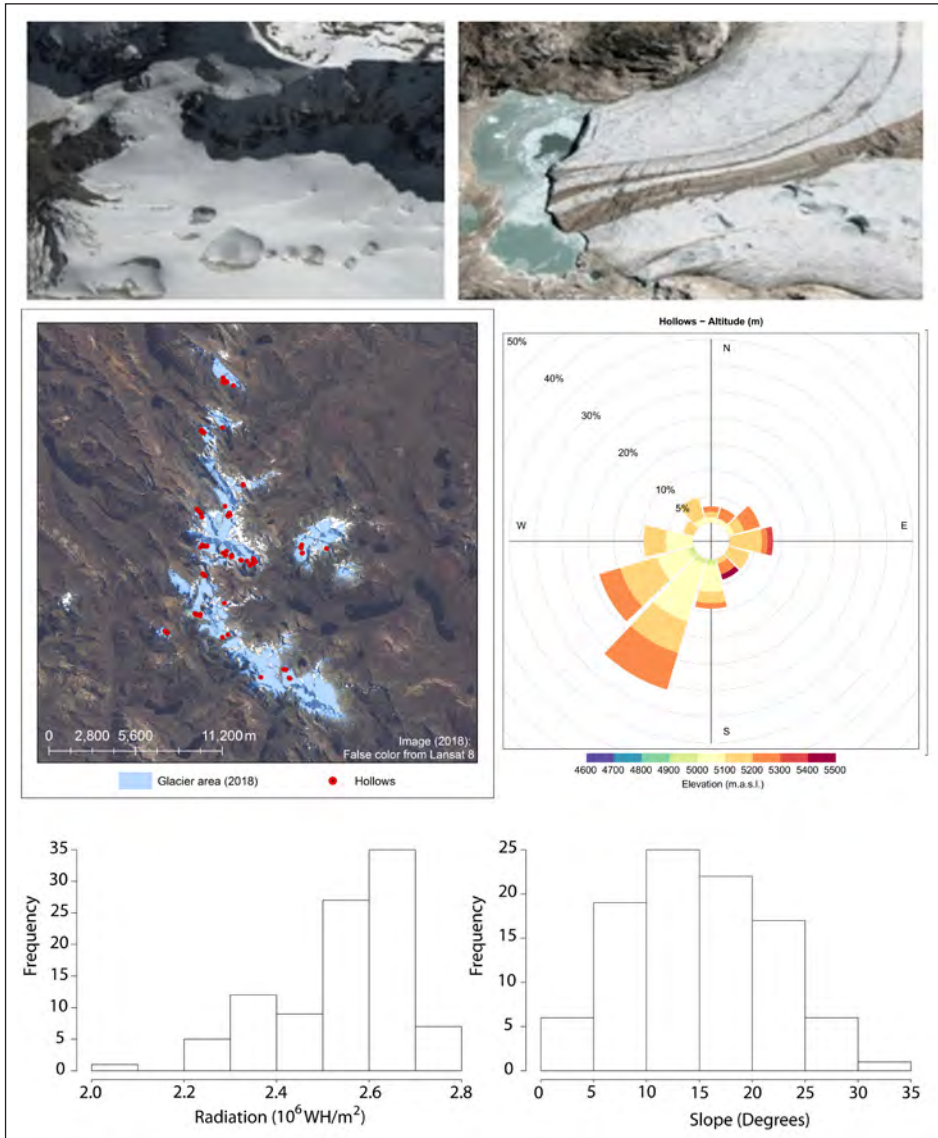 Hollows – Altitude (m)
50%
N
40%
30%
20%
10%
5%
W
E
S
0 2,800 5,600 11,200 m
Image (2018):
False color from Lansat 8
Glacier area (2018)
Hollows
4600 4700 4800 4900 5000 5100 5200 5300 5400 5500
Elevation (m.a.s.l.)
35
25
20
15
10
5
0
Frequency
2.0 2.2 2.4 2.6 2.8
Radiation (10⁶ WH/m²)
25
20
15
10
5
0
Frequency
0 5 10 15 20 25 30 35
Slope (Degrees)